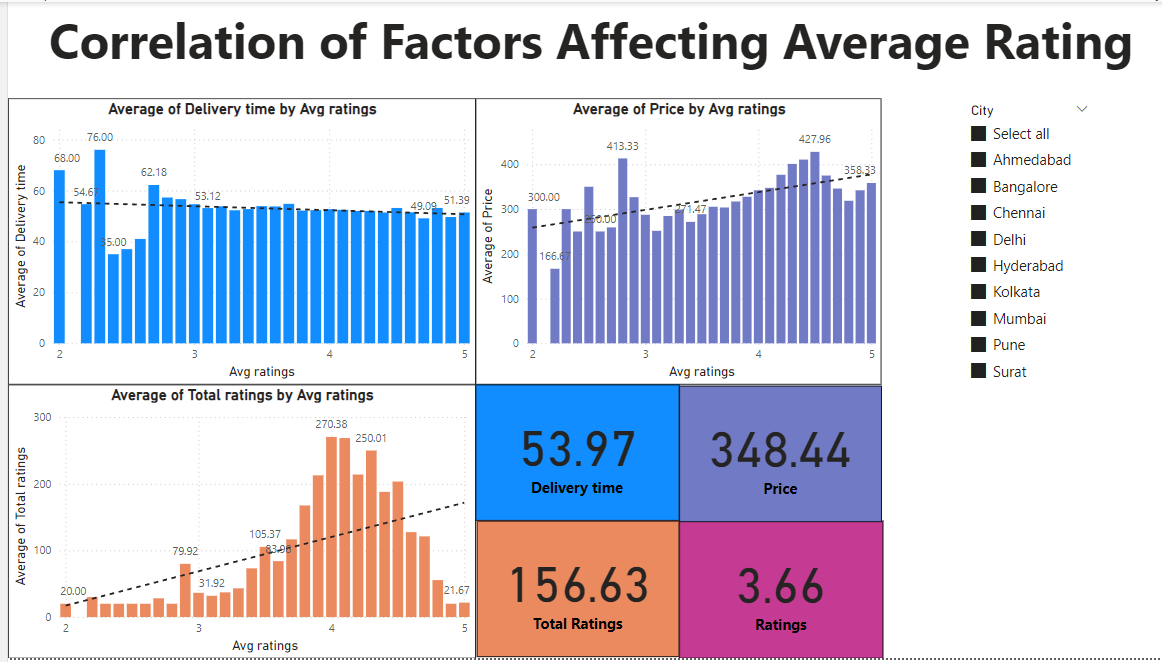 Correlation of Factors Affecting Average Rating
Average of Delivery time by Avg ratings
Average of Delivery time
80
60
40
20
0
68.00
54.67
76.00
35.00
62.18
53.12
49.09
51.39
2
3
4
5
Avg ratings
Average of Price by Avg ratings
Average of Price
400
300
200
100
0
300.00
166.67
250.00
413.33
271.47
427.96
358.33
2
3
4
5
Avg ratings
City
Select all
Ahmedabad
Bangalore
Chennai
Delhi
Hyderabad
Kolkata
Mumbai
Pune
Surat
Average of Total ratings by Avg ratings
Average of Total ratings
300
200
100
0
20.00
79.92
31.92
105.37
83.96
270.38
250.01
21.67
2
3
4
5
Avg ratings
53.97
Delivery time
348.44
Price
156.63
Total Ratings
3.66
Ratings